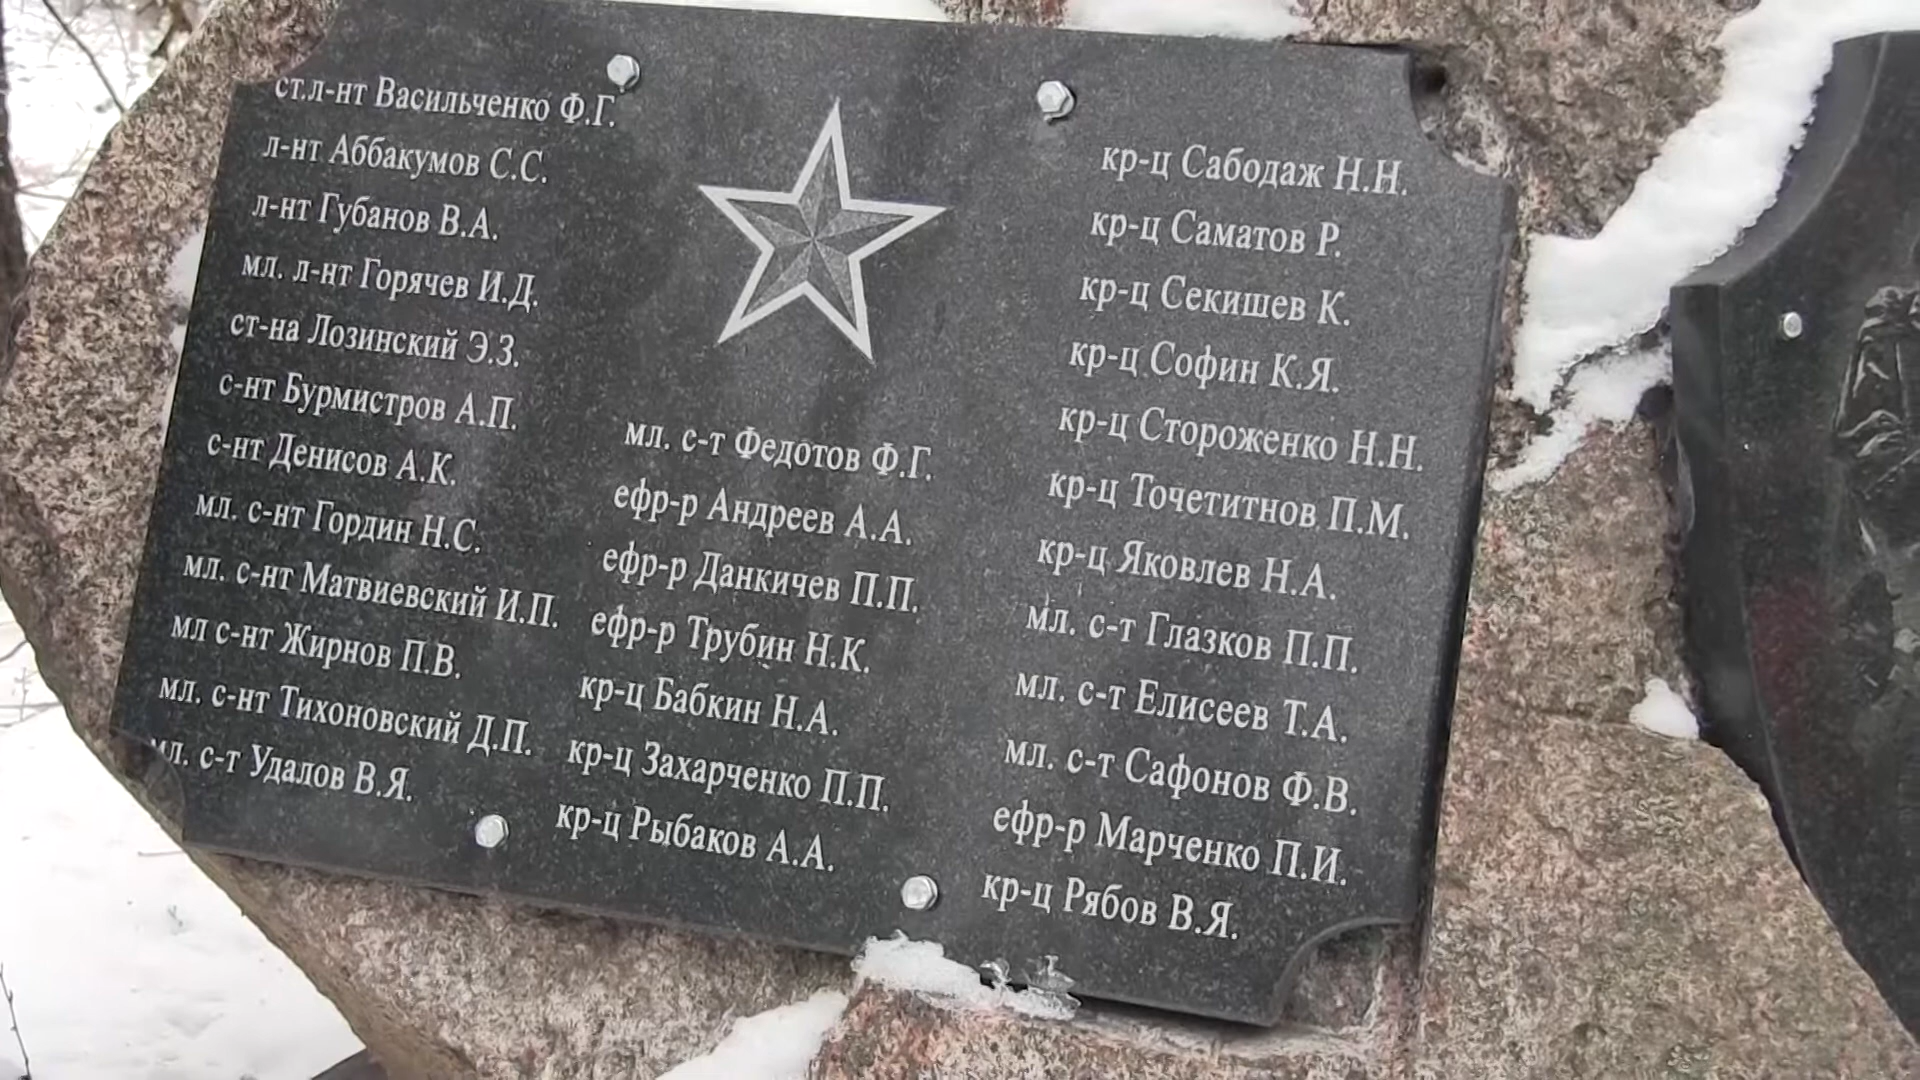 ст.л-нт Васильченко Ф.Г.
л-нт Аббакумов С.С.
л-нт Губанов В.А.
мл. л-нт Горячев И.Д.
ст-на Лозинский Э.З.
с-нт Бурмистров А.П.
с-нт Денисов А.К.
мл. с-нт Гордин Н.С.
мл. с-нт Матвиевский И.П.
мл с-нт Жирнов П.В.
мл. с-нт Тихоновский Д.П.
мл. с-т Удалов В.Я.
мл. с-т Федотов Ф.Г.
ефр-р Андреев А.А.
ефр-р Данкичев П.П.
ефр-р Трубин Н.К.
кр-ц Бабкин Н.А.
кр-ц Захарченко П.П.
кр-ц Рыбаков А.А.
кр-ц Сабодаж Н.Н.
кр-ц Саматов Р.
кр-ц Секишев К.
кр-ц Софин К.Я.
кр-ц Стороженко Н.Н.
кр-ц Точетитнов П.М.
кр-ц Яковлев Н.А.
мл. с-т Глазков П.П.
мл. с-т Елисеев Т.А.
мл. с-т Сафонов Ф.В.
ефр-р Марченко П.И.
кр-ц Рябов В.Я.